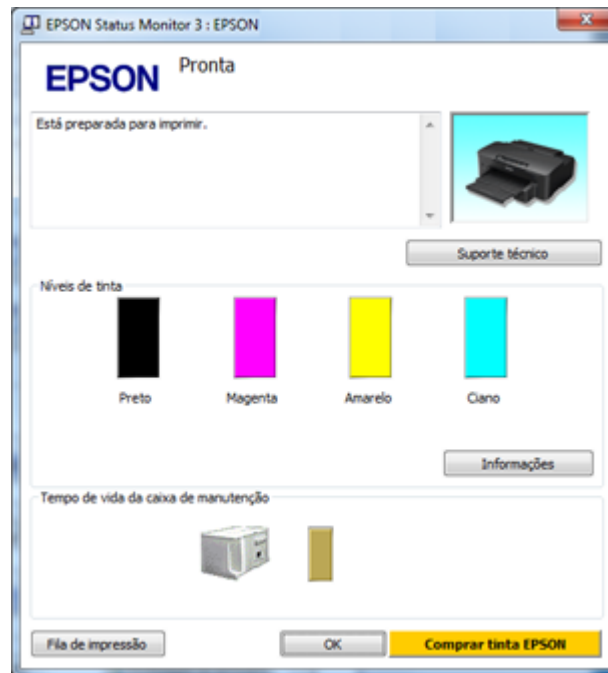 EPSON Status Monitor 3 : EPSON
EPSON
Pronta
Está preparada para imprimir.
Suporte técnico
Níveis de tinta
Preto Magenta Amarelo Ciano
Informações
Tempo de vida da caixa de manutenção
Fila de impressão OK Comprar tinta EPSON